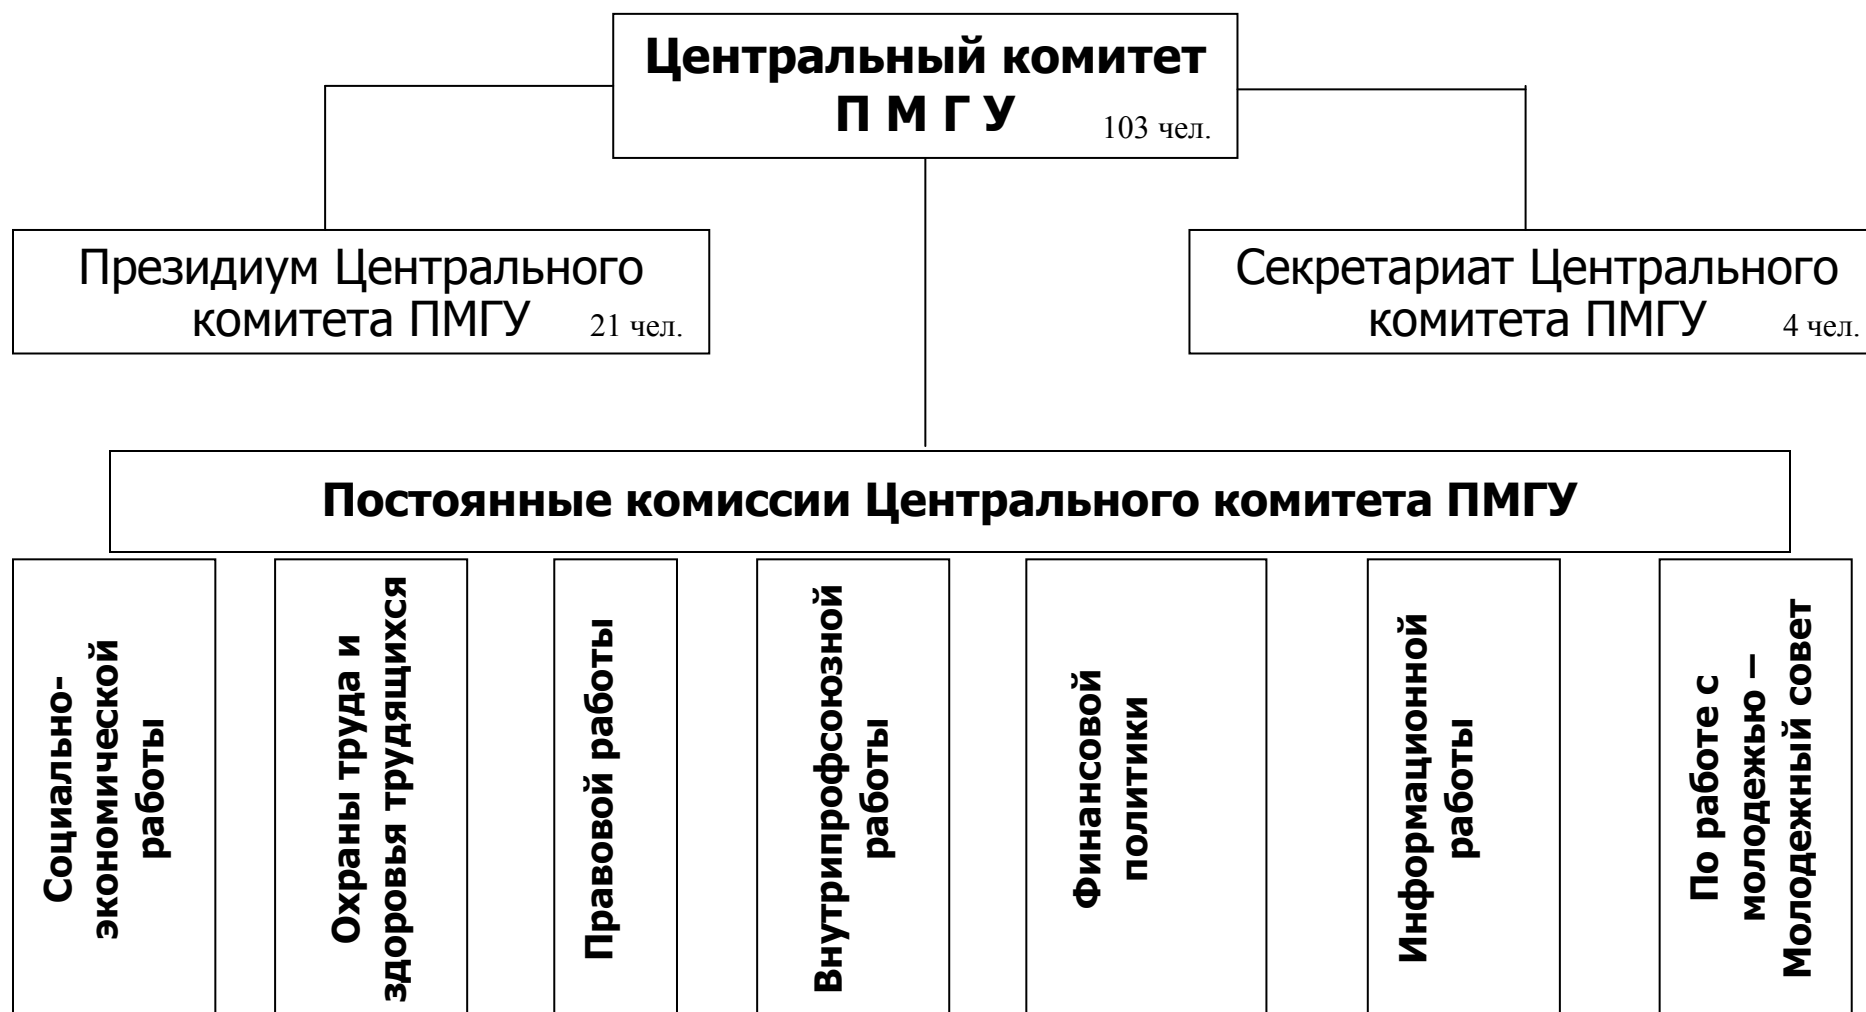 Центральный комитет
П М Г У 103 чел.
Президиум Центрального
комитета ПМГУ 21 чел.
Секретариат Центрального
комитета ПМГУ 4 чел.
Постоянные комиссии Центрального комитета ПМГУ
Социально-
экономической
работы
Охраны труда и
здоровья трудящихся
Правовой работы
Внутрипрофсоюзной
работы
Финансовой
политики
Информационной
работы
По работе с
молодежью —
Молодежный совет